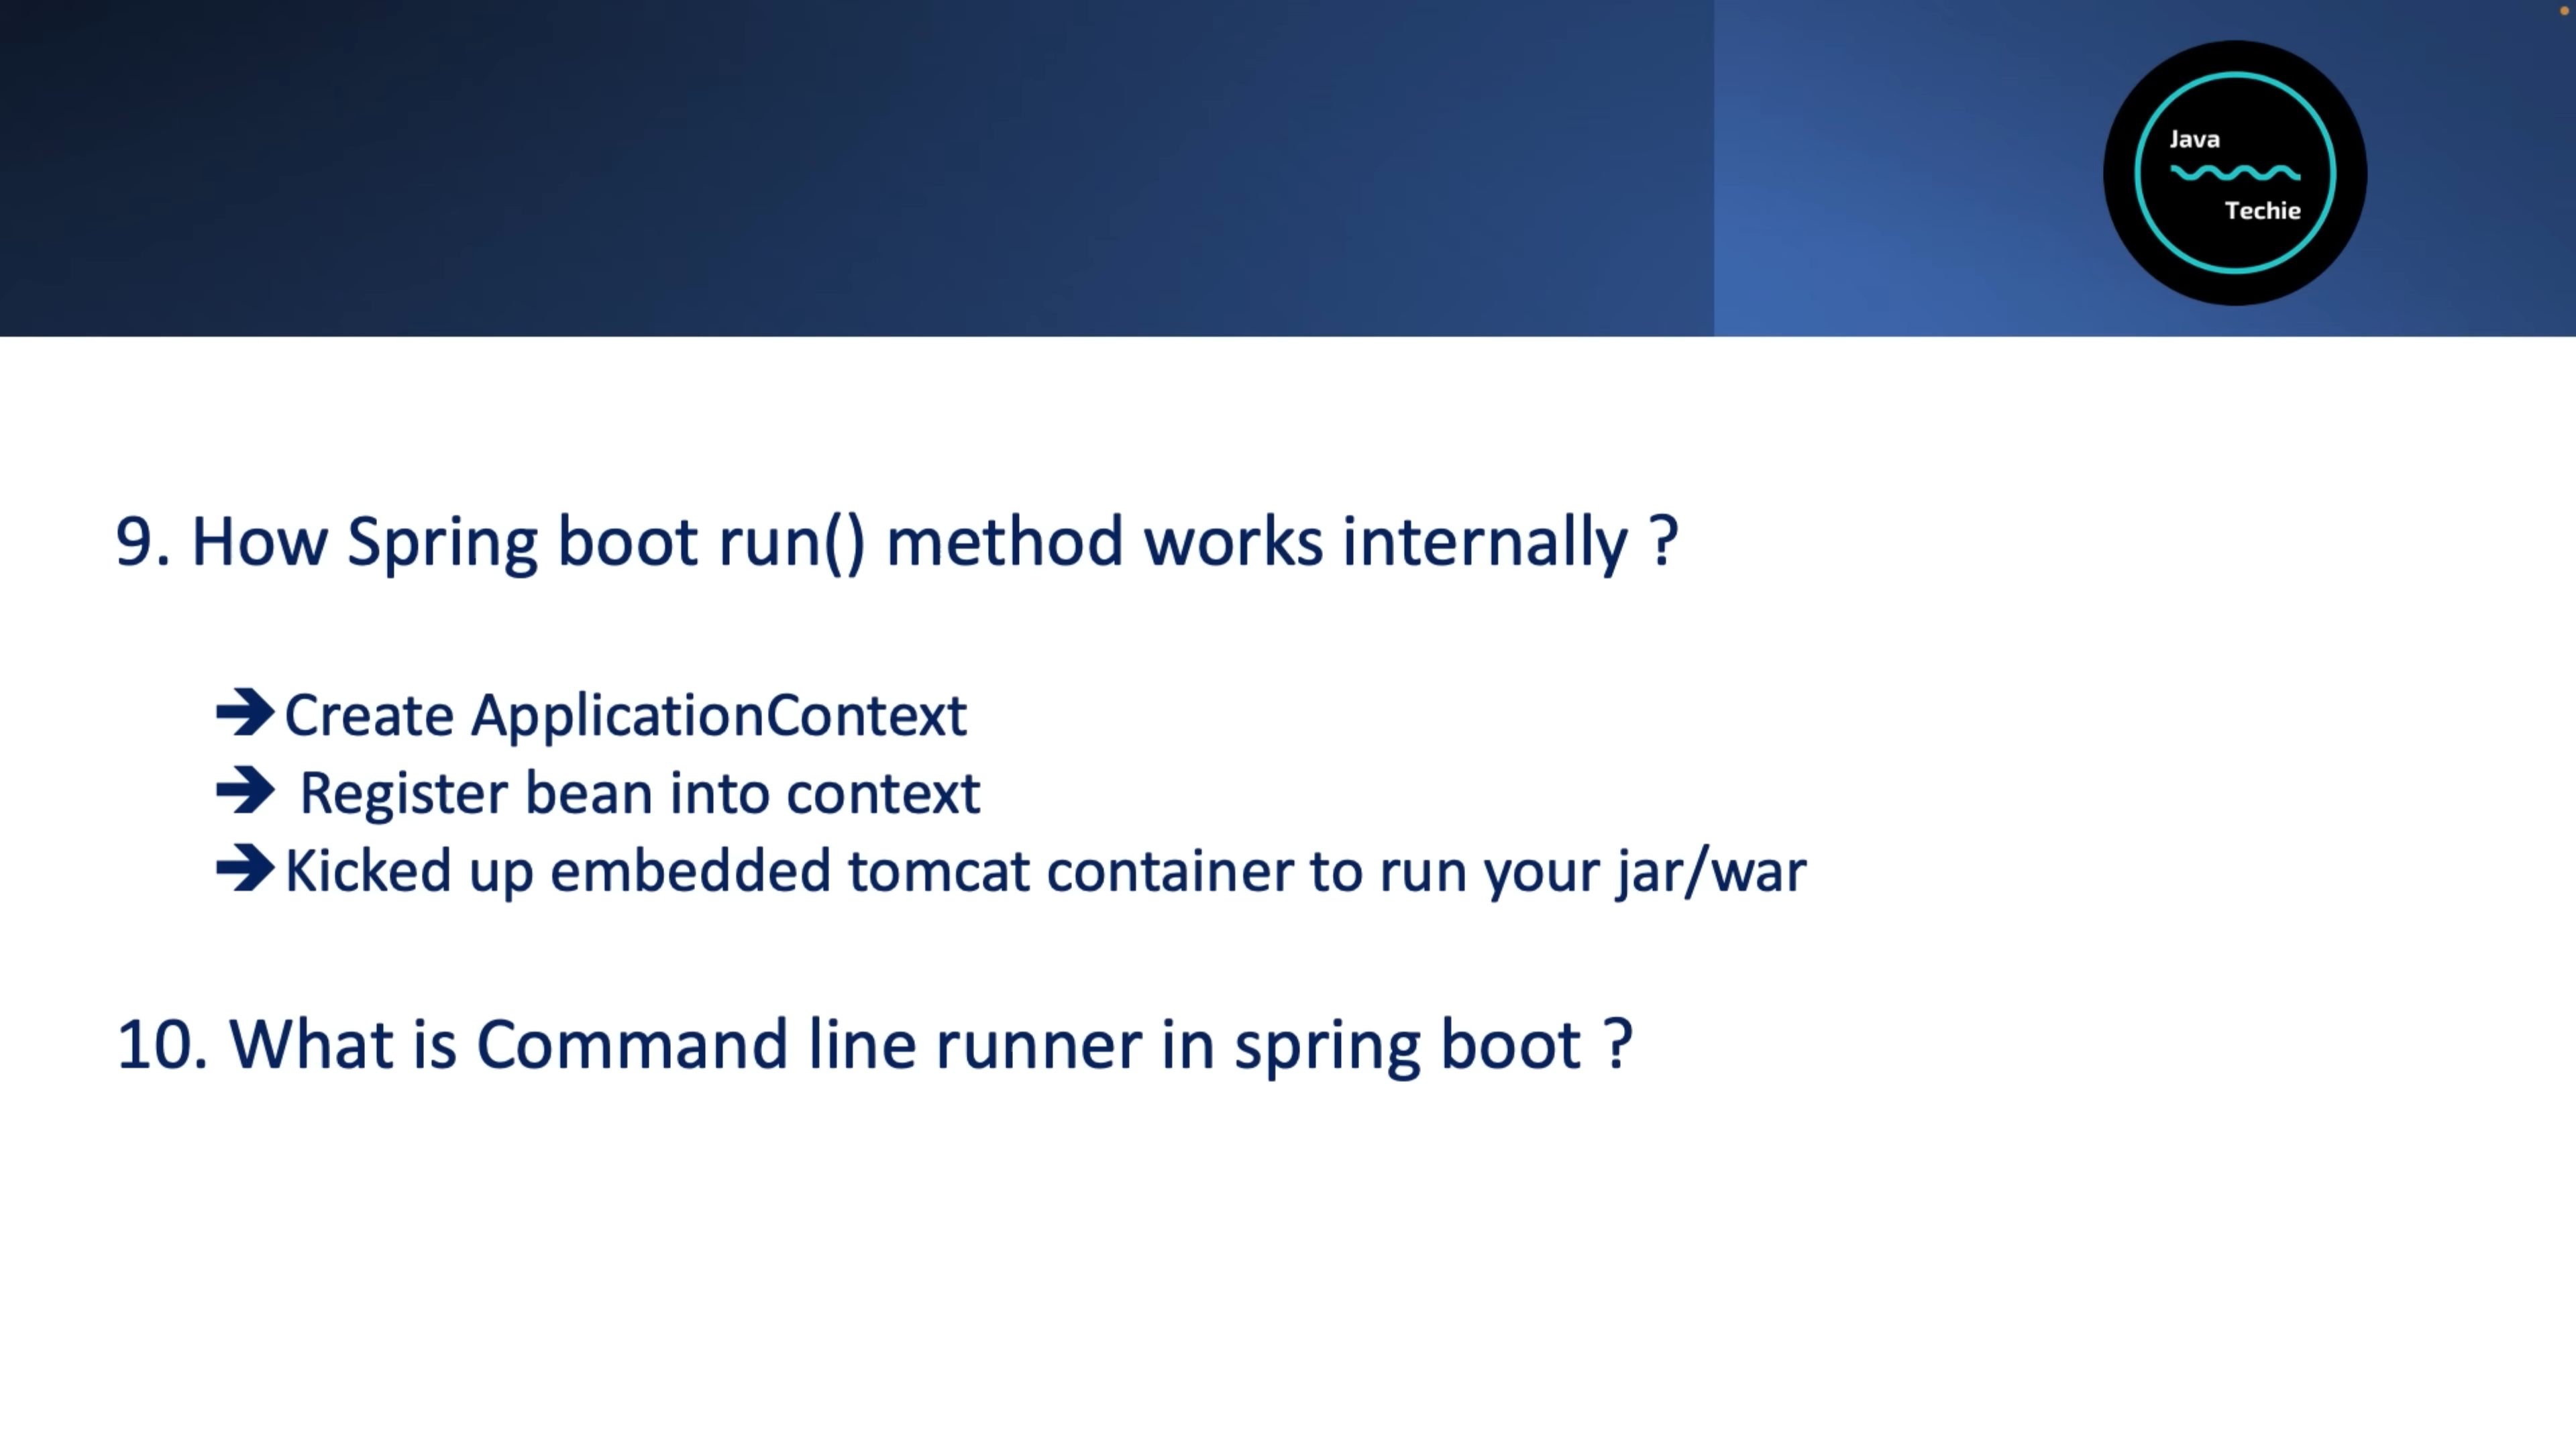 Java
Techie
9. How Spring boot run() method works internally ?
➔ Create ApplicationContext
➔ Register bean into context
➔ Kicked up embedded tomcat container to run your jar/war
10. What is Command line runner in spring boot ?